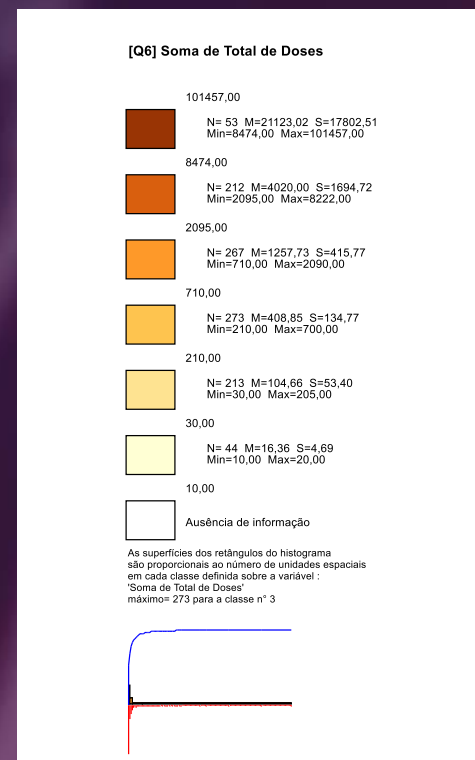 [Q6] Soma de Total de Doses
101457,00
N= 53  M=21123,02  S=17802,51
Min=8474,00  Max=101457,00
8474,00
N= 212  M=4020,00  S=1694,72
Min=2095,00  Max=8222,00
2095,00
N= 267  M=1257,73  S=415,77
Min=710,00  Max=2090,00
710,00
N= 273  M=408,85  S=134,77
Min=210,00  Max=700,00
210,00
N= 213  M=104,66  S=53,40
Min=30,00  Max=205,00
30,00
N= 44  M=16,36  S=4,69
Min=10,00  Max=20,00
10,00
Ausência de informação
As superfícies dos retângulos do histograma
são proporcionais ao número de unidades espaciais
em cada classe definida sobre a variável :
'Soma de Total de Doses'
máximo= 273 para a classe n° 3